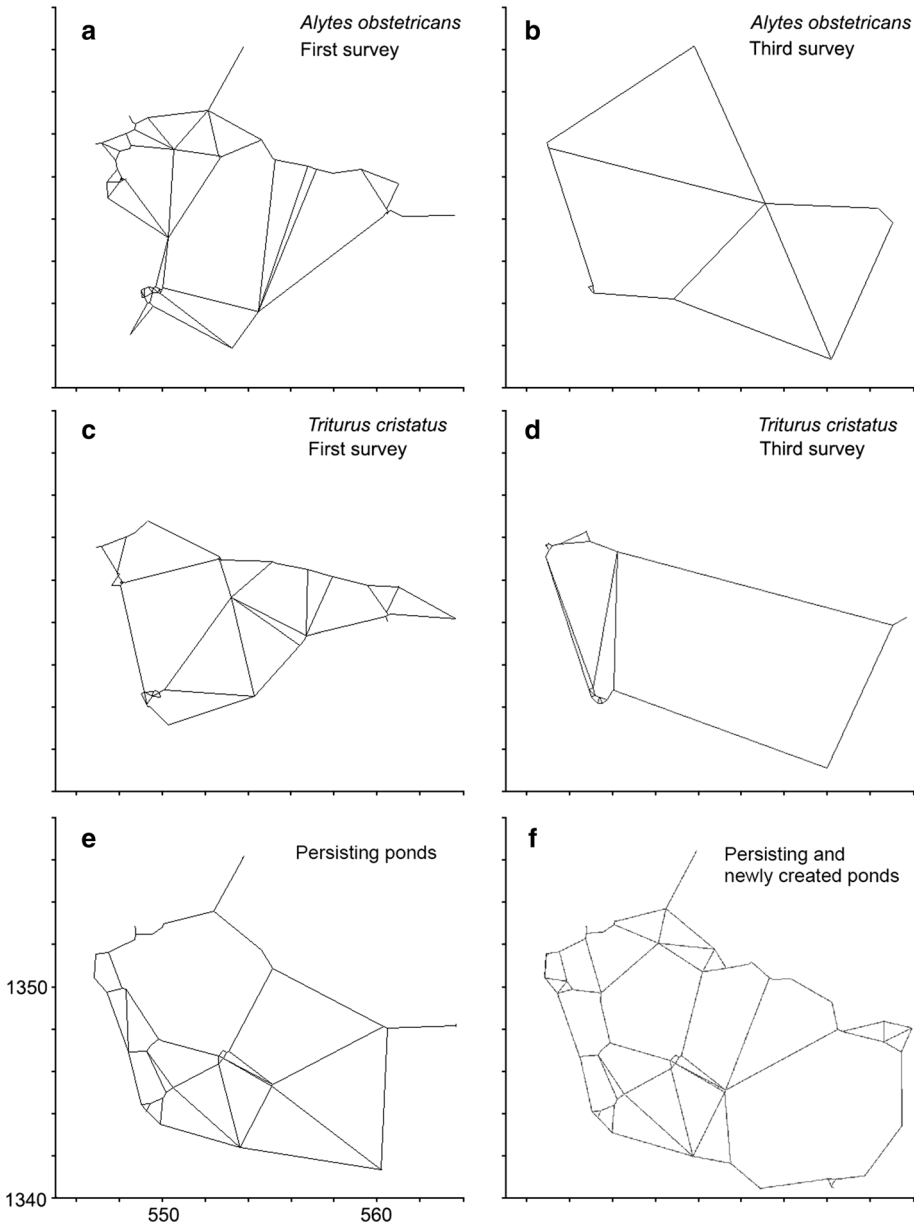 a
Alytes obstetricans
First survey
b
Alytes obstetricans
Third survey
c
Triturus cristatus
First survey
d
Triturus cristatus
Third survey
e
Persisting ponds
f
Persisting and
newly created ponds
1350
1340
550
560